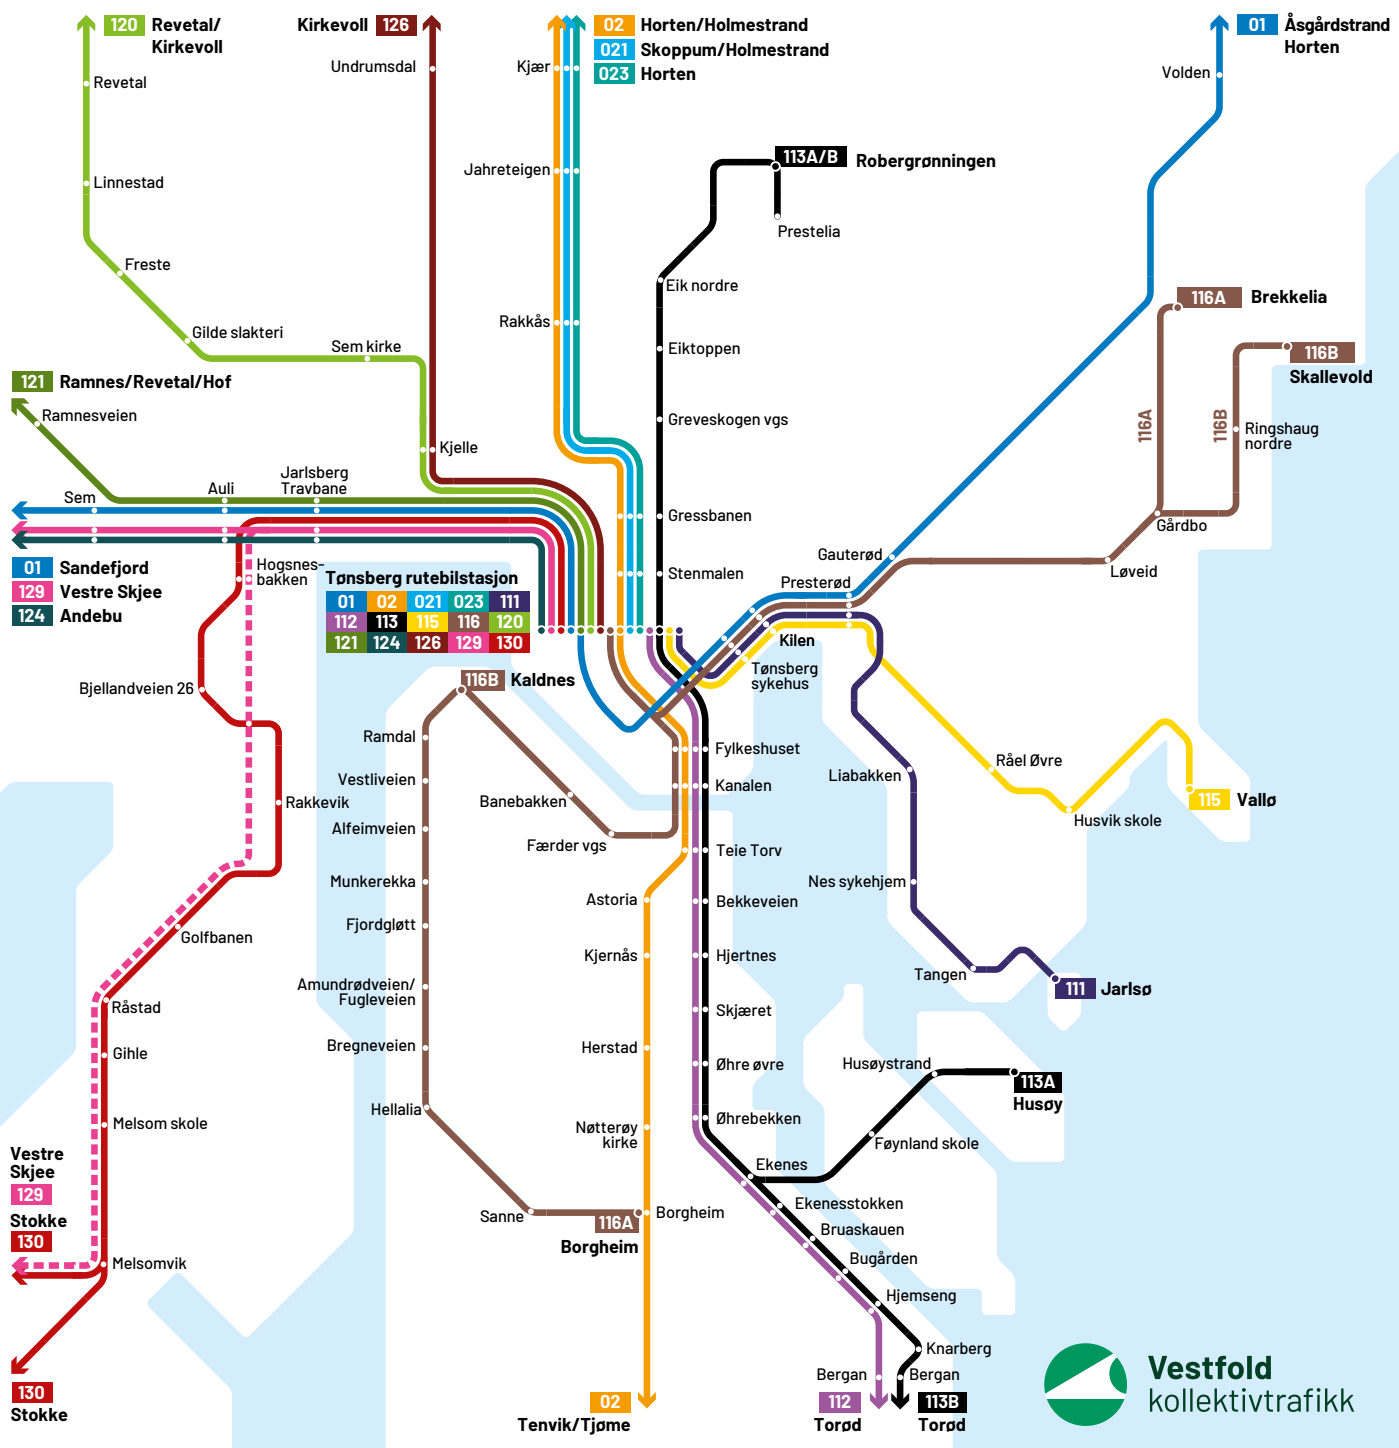 120 Revetal/
Kirkevoll
Kirkevoll 126
02 Horten/Holmestrand
021 Skoppum/Holmestrand
023 Horten
01 Åsgårdstrand
Horten
Revetal
Undrumsdal
Kjær
Volden
Linnestad
Jahreteigen
113A/B Robergrønningen
Prestelia
Freste
Eik nordre
Gilde slakteri
Sem kirke
Rakkås
Eiktoppen
116A Brekkelia
116B
Skallevold
121 Ramnes/Revetal/Hof
Ramnesveien
Greveskogen vgs
116A
116B
Ringshaug
nordre
Kjelle
Sem
Auli
Jarlsberg
Travbane
Gressbanen
Gårdbo
01 Sandefjord
129 Vestre Skjee
124 Andebu
Hogsnes-
bakken
Tønsberg rutebilstasjon
01 02 021 023 111
112 113 115 116 120
121 124 126 129 130
Stenmalen
Gauterød
Presterød
Løveid
Kilen
Tønsberg
sykehus
Bjellandveien 26
116B Kaldnes
Ramdal
Fylkeshuset
Vestliveien
Kanalen
Liabakken
Råel Øvre
115 Vallø
Rakkevik
Banebakken
Alfeimveien
Færder vgs
Husvik skole
Teie Torv
Munkerekka
Nes sykehjem
Astoria
Bekkeveien
Fjordgløtt
Golfbanen
Kjernås
Hjertnes
Tangen
111 Jarlsø
Amundrødveien/
Fugleveien
Råstad
Skjæret
Gihle
Bregneveien
Herstad
Øhre øvre
Husøystrand
113A
Husøy
Hellalia
Melsom skole
Nøtterøy
kirke
Øhrebekken
Føynland skole
Vestre
Skjee
129
Stokke
130
Ekenes
Sanne
116A
Borgheim
Borgheim
Ekenesstokken
Bruaskauen
Bugården
Melsomvik
Hjemseng
Knarberg
Bergan
Bergan
130
Stokke
02
Tenvik/Tjøme
112
Torød
113B
Torød
Vestfold
kollektivtrafikk